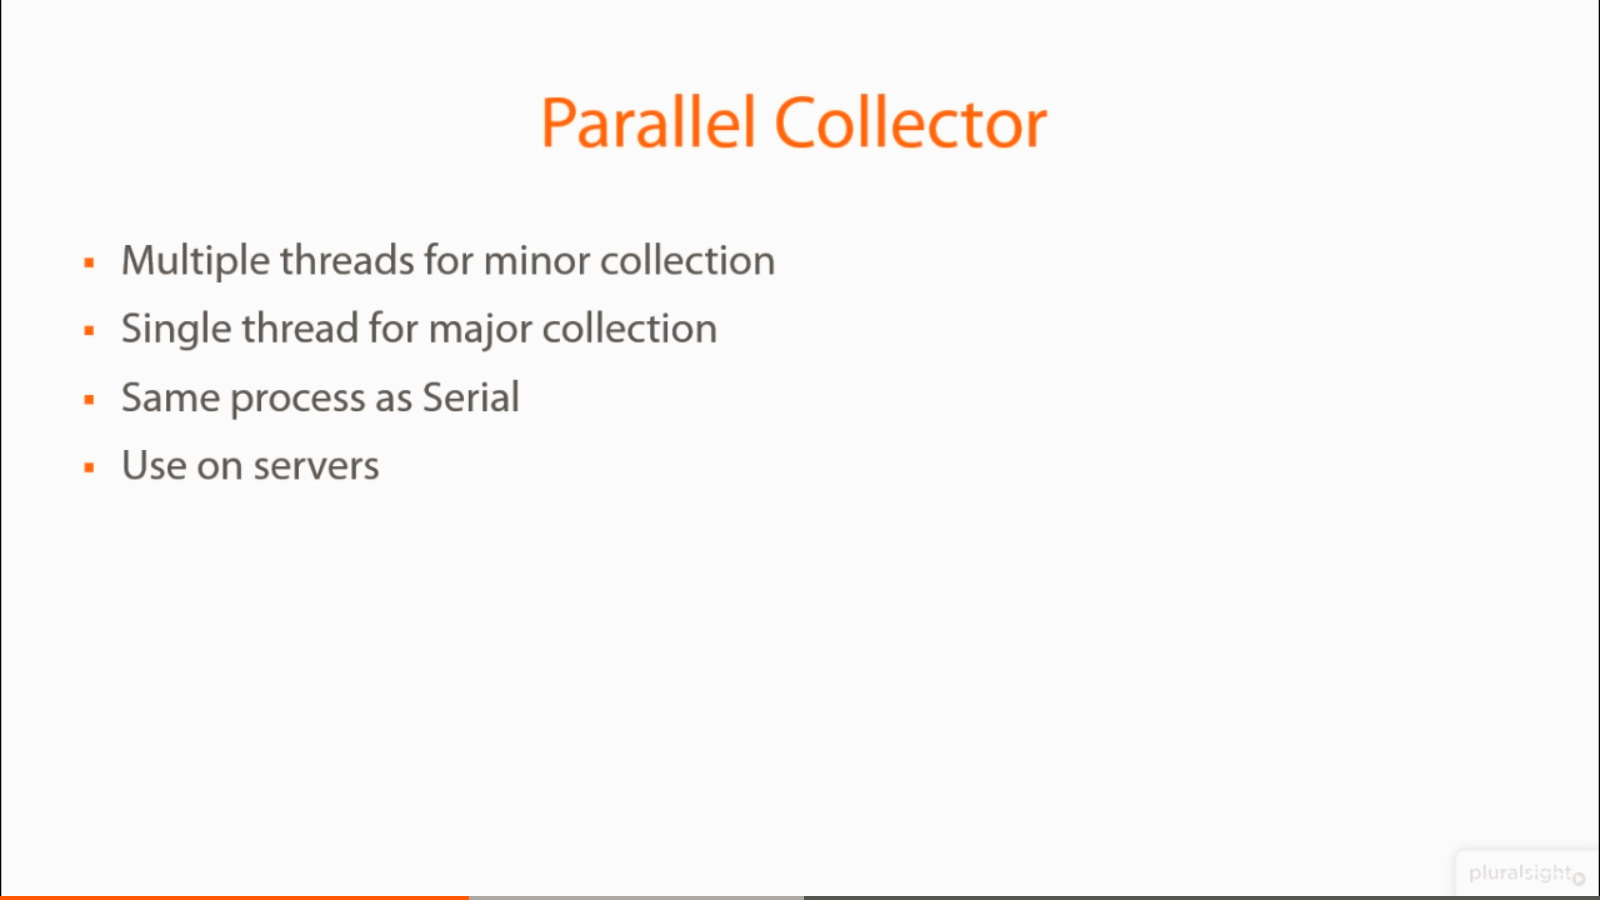 Parallel Collector
Multiple threads for minor collection
Single thread for major collection
Same process as Serial
Use on servers
pluralsight